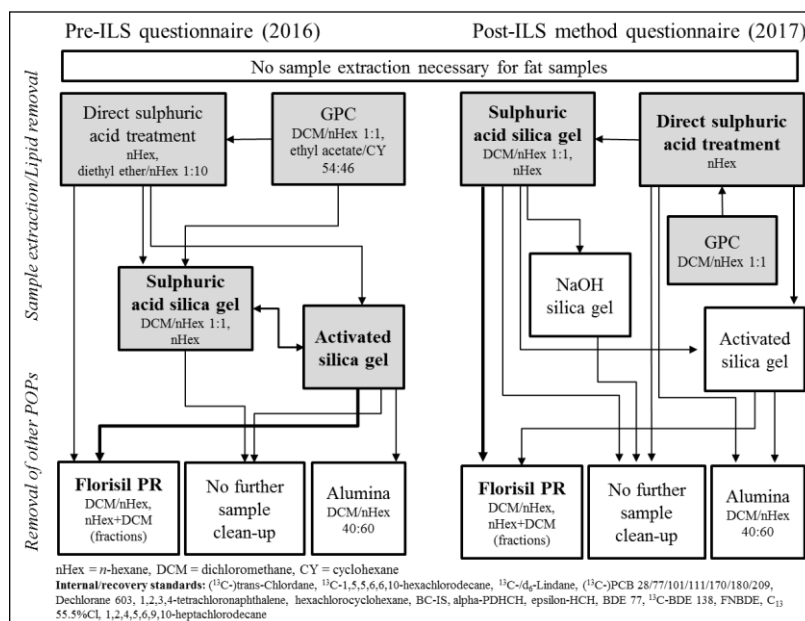 Pre-ILS questionnaire (2016)
Post-ILS method questionnaire (2017)
No sample extraction necessary for fat samples
Sample extraction/Lipid removal
Removal of other POPs
Direct sulphuric
acid treatment
nHex,
diethyl ether/nHex 1:10
GPC
DCM/nHex 1:1,
ethyl acetate/CY
54:46
Sulphuric
acid silica gel
DCM/nHex 1:1,
nHex
Activated
silica gel
Florisil PR
DCM/nHex,
nHex+DCM
(fractions)
No further
sample
clean-up
Alumina
DCM/nHex
40:60
Sulphuric
acid silica gel
DCM/nHex 1:1,
nHex
Direct sulphuric
acid treatment
nHex
GPC
DCM/nHex 1:1
NaOH
silica gel
Activated
silica gel
Florisil PR
DCM/nHex,
nHex+DCM
(fractions)
No further
sample
clean-up
Alumina
DCM/nHex
40:60
nHex = n-hexane, DCM = dichloromethane, CY = cyclohexane
Internal/recovery standards: (¹³C-)trans-Chlordane, ¹³C-1,5,5,6,6,10-hexachlorodecane, ¹³C-/d₆-Lindane, (¹³C-)PCB 28/77/101/111/170/180/209,
Dechlorane 603, 1,2,3,4-tetrachloronaphthalene, hexachlorocyclohexane, BC-IS, alpha-PDHCH, epsilon-HCH, BDE 77, ¹³C-BDE 138, FNBDE, C₁₃
55.5%Cl, 1,2,4,5,6,9,10-heptachlorodecane